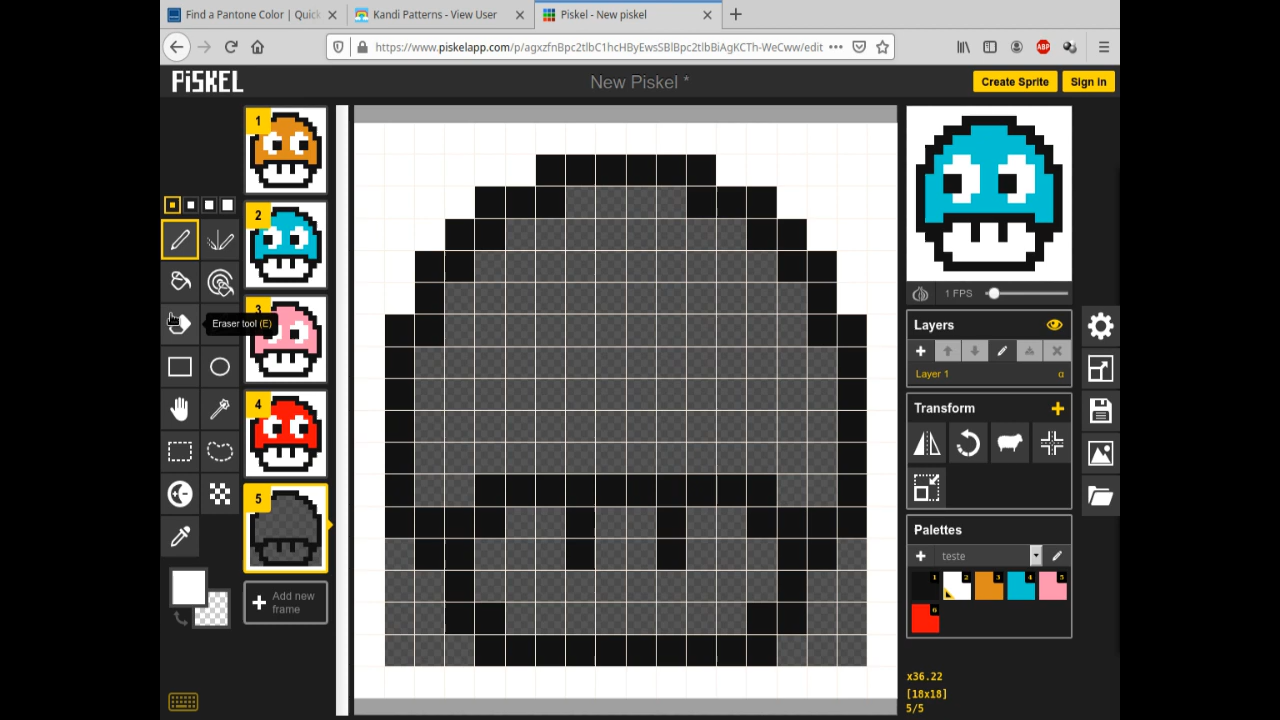 Find a Pantone Color | Quick
Kandi Patterns - View User
Piskel - New piskel
https://www.piskelapp.com/p/agxzfnBpc2tlbC1hcHByEwsSBlBpc2tlbBiAgKCTh-WeCww/edit
ABP
PiSKEL
New Piskel *
Create Sprite
Sign in
1
2
3
4
5
Eraser tool (E)
Add new
frame
1 FPS
Layers
Layer 1
α
Transform
Palettes
teste
1
2
3
4
5
6
x36.22
[18x18]
5/5